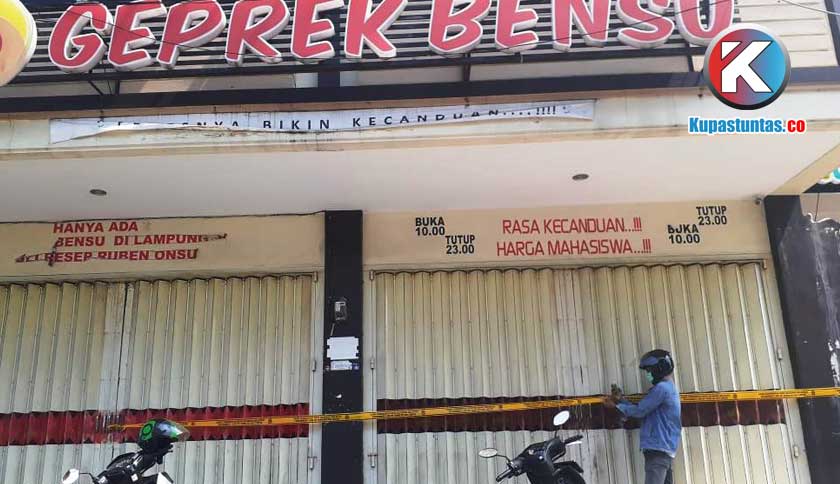 GEPREK BENSU
K
Kupastuntas.co
BIKIN KECANDUAN....!!!!
HANYA ADA
BENSU DI LAMPUNG
RESEP RUBEN ONSU
BUKA
10.00
TUTUP
23.00
RASA KECANDUAN...!!!
HARGA MAHASISWA...!!!
TUTUP
23.00
BUKA
10.00